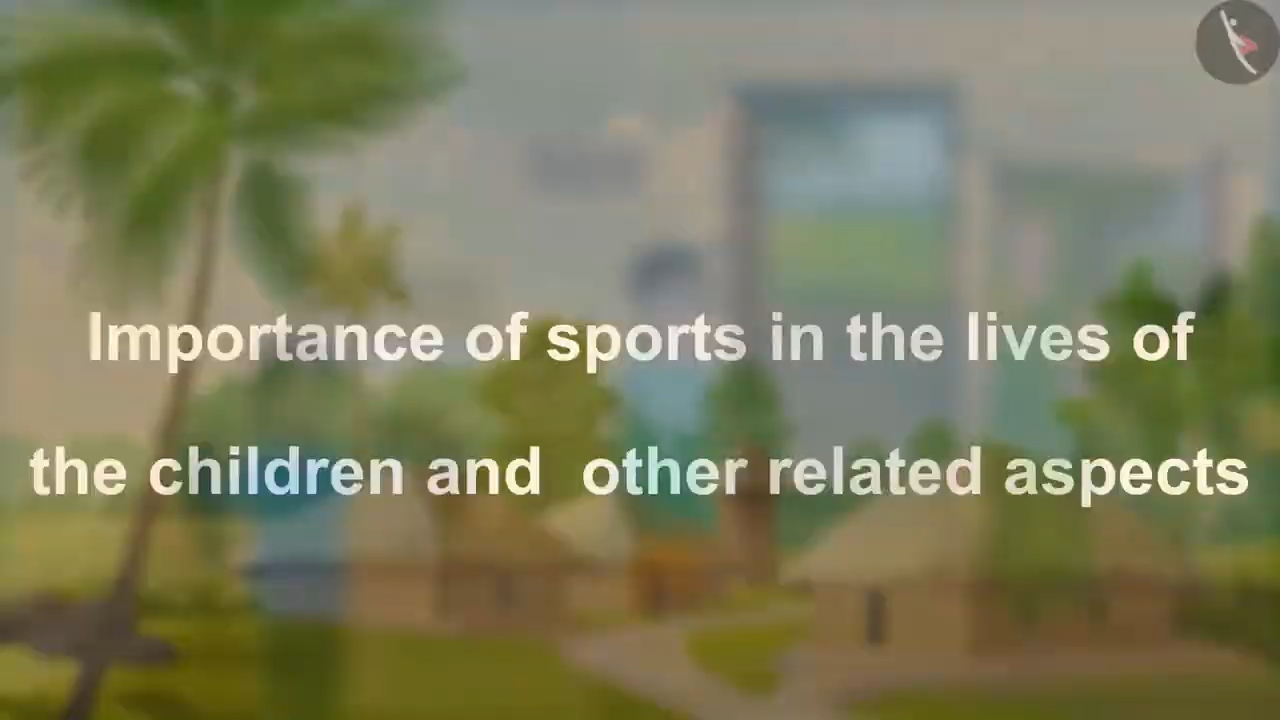 Importance of sports in the lives of
the children and other related aspects